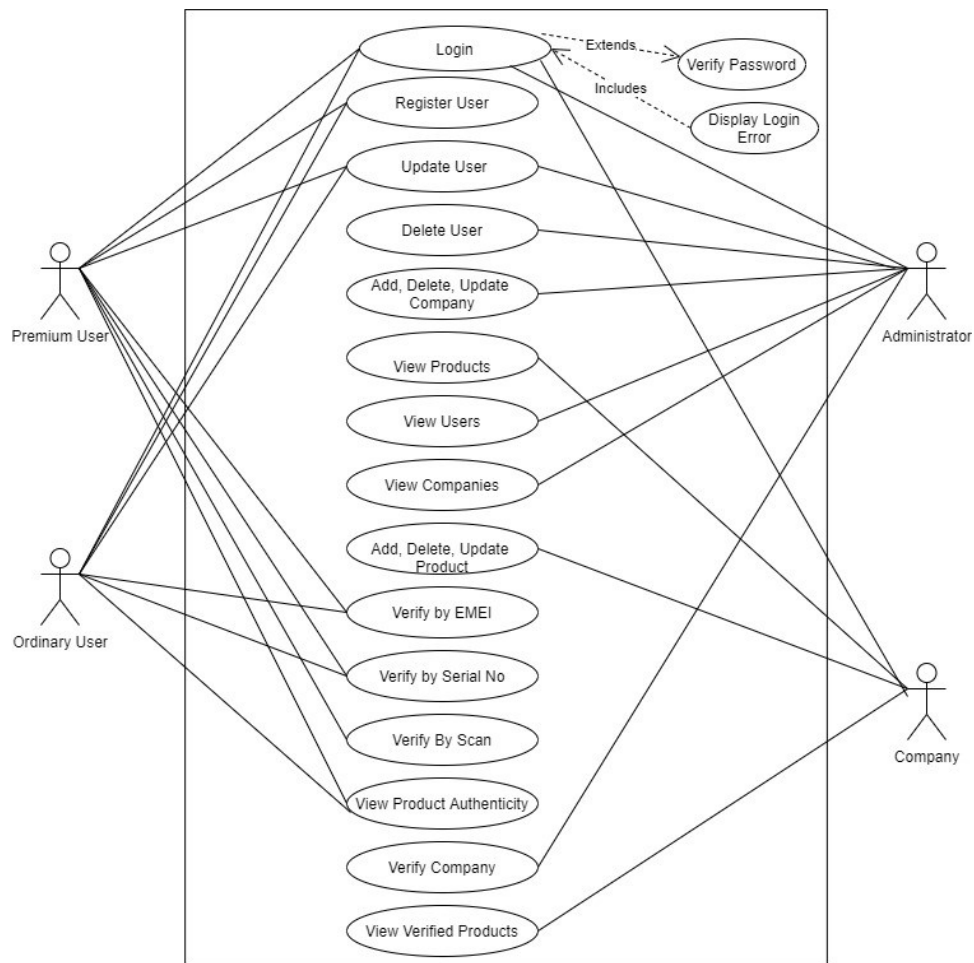 Login
Extends
Verify Password
Includes
Register User
Display Login
Error
Update User
Delete User
Add, Delete, Update
Company
Premium User
Administrator
View Products
View Users
View Companies
Add, Delete, Update
Product
Verify by EMEI
Ordinary User
Verify by Serial No
Verify By Scan
Company
View Product Authenticity
Verify Company
View Verified Products